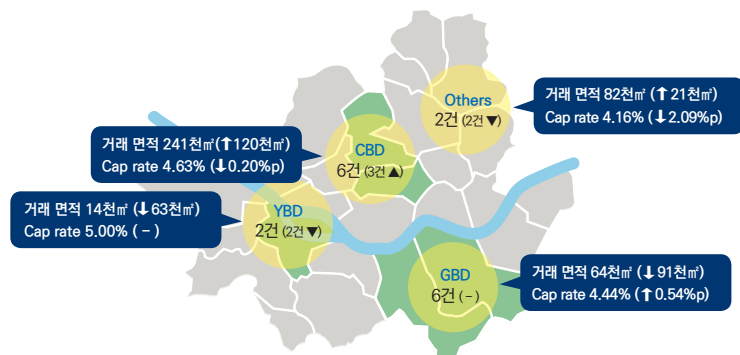 Others
2건 (2건 ▼)
거래 면적 82천㎡ (↑21천㎡)
Cap rate 4.16% (↓2.09%p)
거래 면적 241천㎡(↑120천㎡)
Cap rate 4.63% (↓0.20%p)
CBD
6건 (3건 ▲)
거래 면적 14천㎡ (↓63천㎡)
Cap rate 5.00% ( − )
YBD
2건 (2건 ▼)
GBD
6건 ( − )
거래 면적 64천㎡ (↓91천㎡)
Cap rate 4.44% (↑0.54%p)